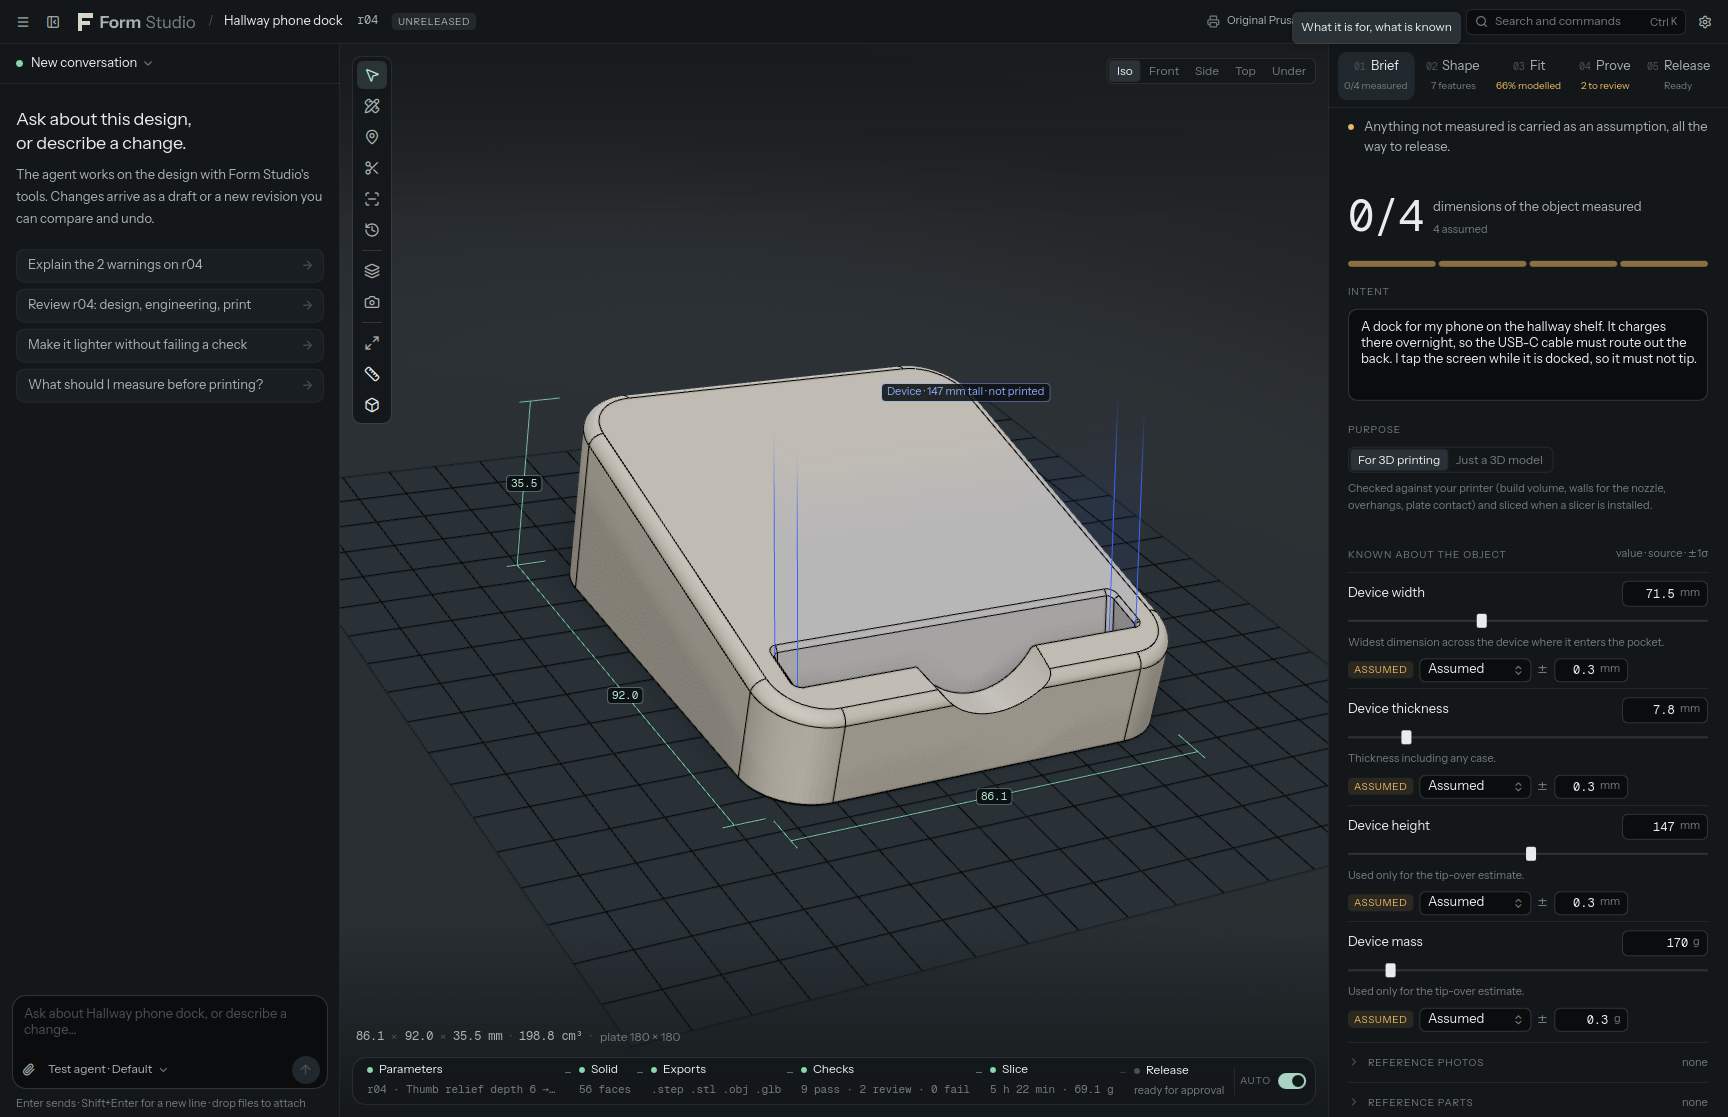 Form Studio / Hallway phone dock r04 UNRELEASED
Original Prus
What it is for, what is known
Search and commands Ctrl K
New conversation
Ask about this design,
or describe a change.
The agent works on the design with Form Studio's
tools. Changes arrive as a draft or a new revision you
can compare and undo.
Explain the 2 warnings on r04
Review r04: design, engineering, print
Make it lighter without failing a check
What should I measure before printing?
Ask about Hallway phone dock, or describe a
change...
Test agent · Default
Enter sends · Shift+Enter for a new line · drop files to attach
Iso Front Side Top Under
Device · 147 mm tall · not printed
35.5
92.0
86.1
86.1 × 92.0 × 35.5 mm · 198.8 cm³ · plate 180 × 180
Parameters
r04 · Thumb relief depth 6 →…
Solid
56 faces
Exports
.step .stl .obj .glb
Checks
9 pass · 2 review · 0 fail
Slice
5 h 22 min · 69.1 g
Release
ready for approval
AUTO
01 Brief
0/4 measured
02 Shape
7 features
03 Fit
66% modelled
04 Prove
2 to review
05 Release
Ready
Anything not measured is carried as an assumption, all the
way to release.
0/4 dimensions of the object measured
4 assumed
INTENT
A dock for my phone on the hallway shelf. It charges
there overnight, so the USB-C cable must route out the
back. I tap the screen while it is docked, so it must not tip.
PURPOSE
For 3D printing Just a 3D model
Checked against your printer (build volume, walls for the nozzle,
overhangs, plate contact) and sliced when a slicer is installed.
KNOWN ABOUT THE OBJECT value · source · ±1σ
Device width 71.5 mm
Widest dimension across the device where it enters the pocket.
ASSUMED Assumed ± 0.3 mm
Device thickness 7.8 mm
Thickness including any case.
ASSUMED Assumed ± 0.3 mm
Device height 147 mm
Used only for the tip-over estimate.
ASSUMED Assumed ± 0.3 mm
Device mass 170 g
Used only for the tip-over estimate.
ASSUMED Assumed ± 0.3 g
REFERENCE PHOTOS none
REFERENCE PARTS none